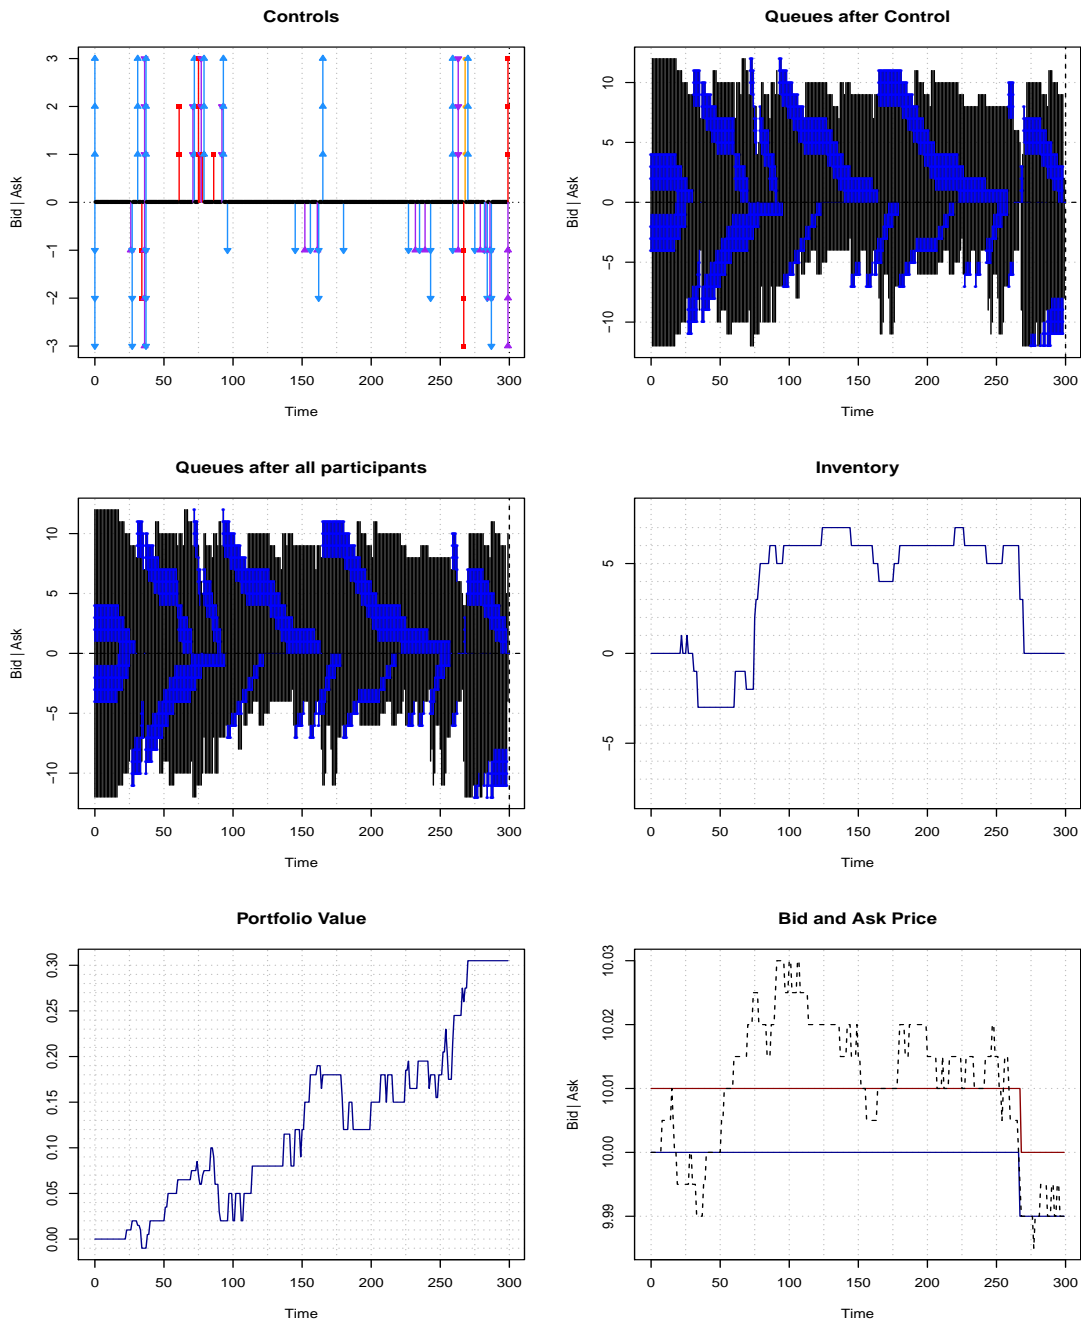 Controls
Bid | Ask
3
2
1
0
-1
-2
-3
0 50 100 150 200 250 300
Time
Queues after Control
10
5
0
-5
-10
0 50 100 150 200 250 300
Time
Queues after all participants
Bid | Ask
10
5
0
-5
-10
0 50 100 150 200 250 300
Time
Inventory
5
0
-5
0 50 100 150 200 250 300
Time
Portfolio Value
0.30
0.25
0.20
0.15
0.10
0.05
0.00
0 50 100 150 200 250 300
Time
Bid and Ask Price
Bid | Ask
10.03
10.02
10.01
10.00
9.99
0 50 100 150 200 250 300
Time